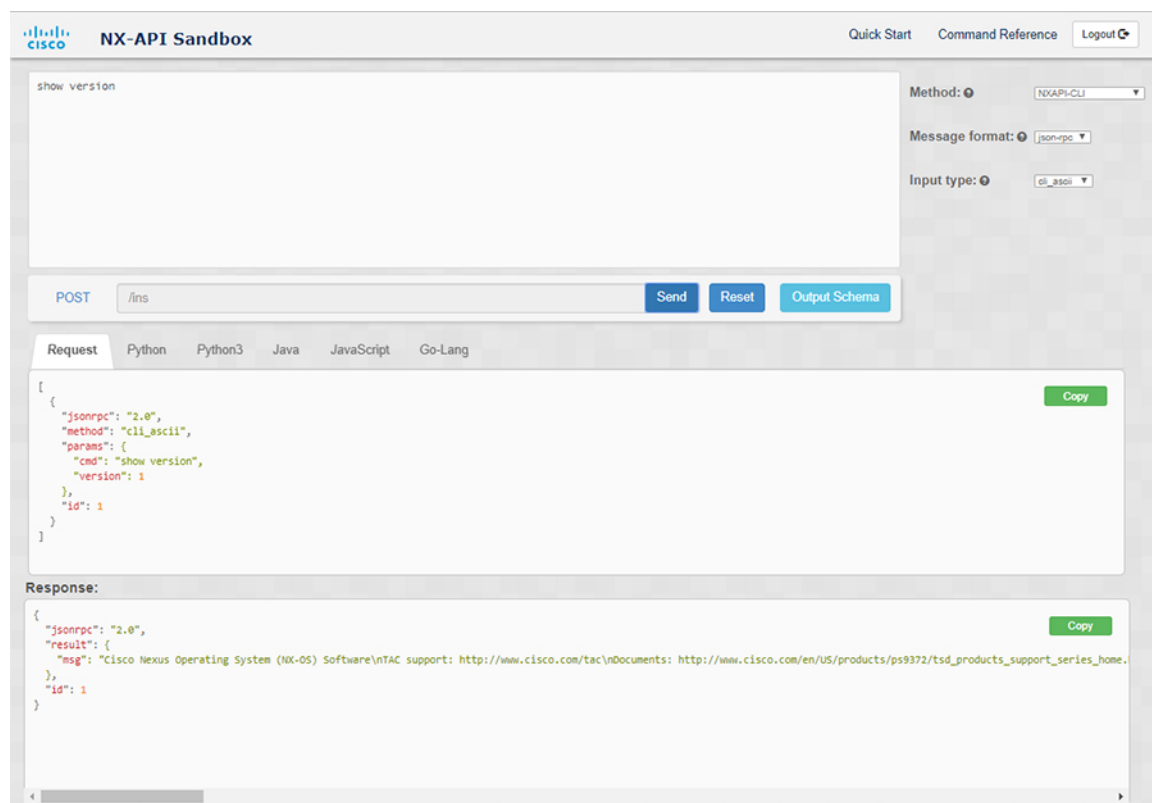 CISCO
NX-API Sandbox
Quick Start
Command Reference
Logout
show version
Method:
NXAPI-CLI
Message format:
json-rpc
Input type:
cli_ascii
POST
/ins
Send
Reset
Output Schema
Request
Python
Python3
Java
JavaScript
Go-Lang
Copy
[
{
"jsonrpc": "2.0",
"method": "cli_ascii",
"params": {
"cmd": "show version",
"version": 1
},
"id": 1
}
]
Response:
Copy
{
"jsonrpc": "2.0",
"result": {
"msg": "Cisco Nexus Operating System (NX-OS) Software\nTAC support: http://www.cisco.com/tac\nDocuments: http://www.cisco.com/en/US/products/ps9372/tsd_products_support_series_home.
},
"id": 1
}